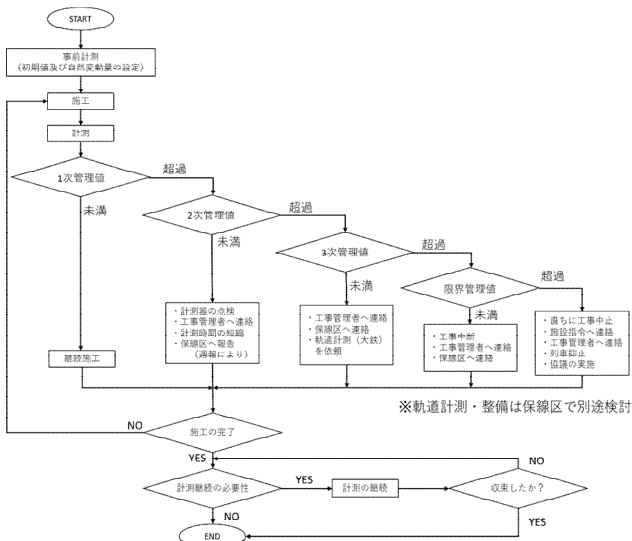 START
事前計測
（初期値及び自然変動量の設定）
施工
計測
1次管理値
超過
未満
2次管理値
超過
未満
3次管理値
超過
未満
限界管理値
超過
未満
継続施工
・計測器の点検
・工事管理者へ連絡
・計測時間の短縮
・保線区へ報告
（週報により）
・工事管理者へ連絡
・保線区へ連絡
・軌道計測（大鉄）
を依頼
・工事中断
・工事管理者へ連絡
・保線区へ連絡
・直ちに工事中止
・施設指令へ連絡
・工事管理者へ連絡
・列車抑止
・協議の実施
※軌道計測・整備は保線区で別途検討
施工の完了
NO
YES
計測継続の必要性
YES
計測の継続
収束したか？
NO
YES
NO
END